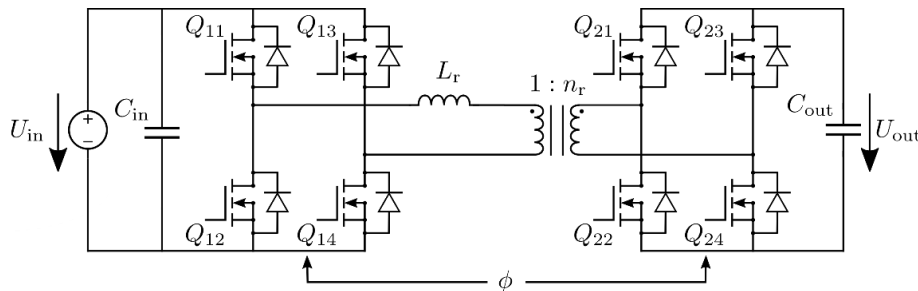 Q₁₁ Q₁₃ Q₂₁ Q₂₃
Lᵣ 1 : nᵣ
Uᵢₙ + − Cᵢₙ Cₒᵤₜ Uₒᵤₜ
Q₁₂ Q₁₄ Q₂₂ Q₂₄
ϕ